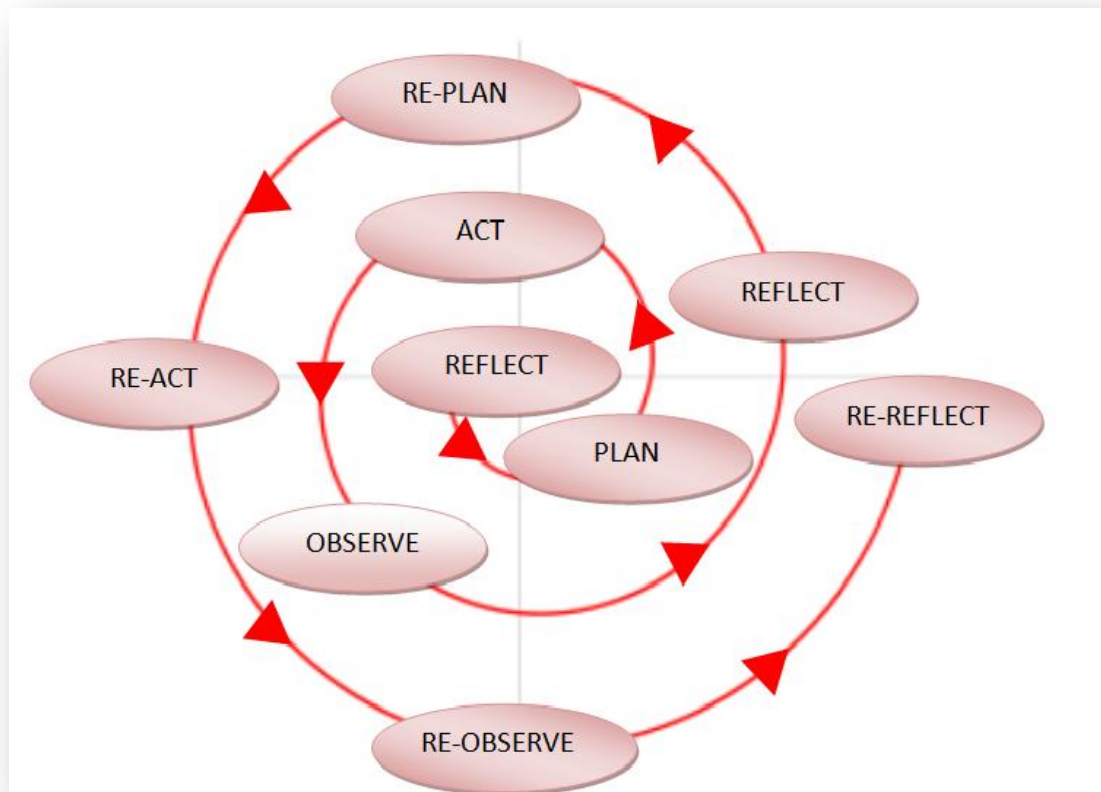 RE-PLAN
ACT
REFLECT
REFLECT
RE-ACT
PLAN
RE-REFLECT
OBSERVE
RE-OBSERVE